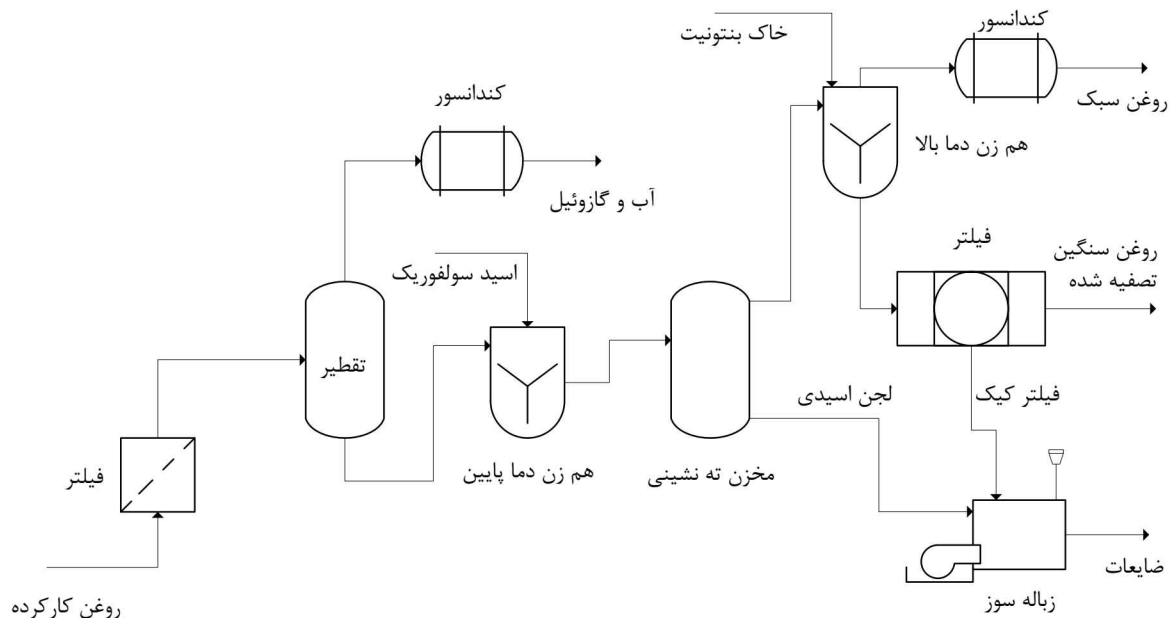 کندانسور
خاک بنتونیت
روغن سبک
هم زن دما بالا
کندانسور
آب و گازوئیل
فیلتر
روغن سنگین
تصفیه شده
اسید سولفوریک
تقطیر
فیلتر کیک
لجن اسیدی
هم زن دما پایین
مخزن ته نشینی
فیلتر
ضایعات
زباله سوز
روغن کارکرده